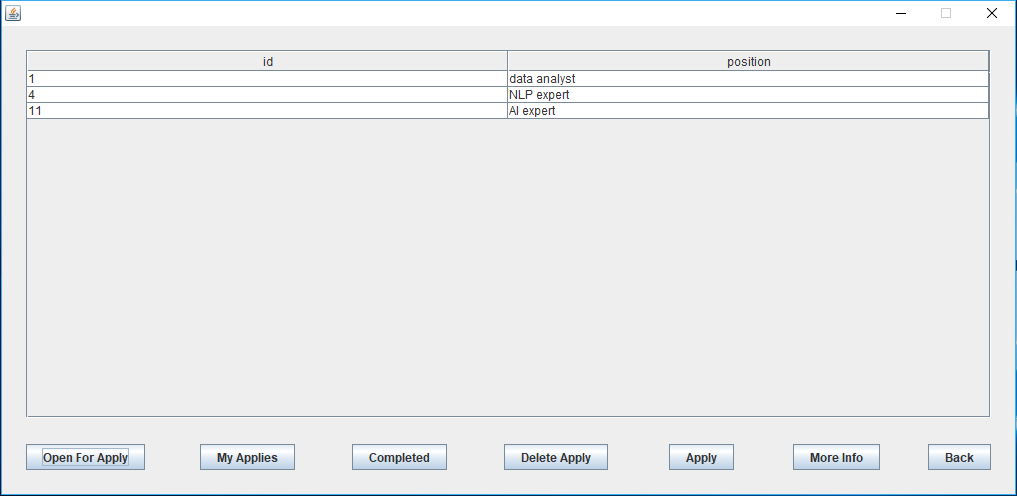 id position
1 data analyst
4 NLP expert
11 AI expert
Open For Apply My Applies Completed Delete Apply Apply More Info Back